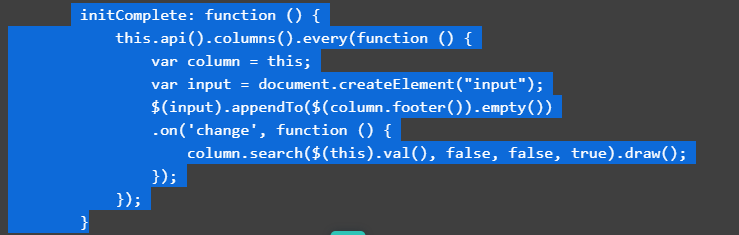 initComplete: function () {
this.api().columns().every(function () {
var column = this;
var input = document.createElement("input");
$(input).appendTo($(column.footer()).empty())
.on('change', function () {
column.search($(this).val(), false, false, true).draw();
});
});
}